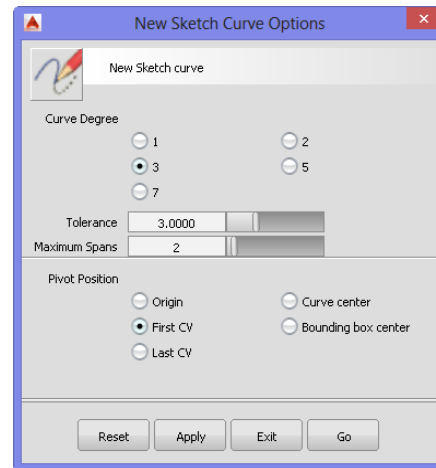 New Sketch Curve Options
New Sketch curve
Curve Degree
1 2
3 5
7
Tolerance 3.0000
Maximum Spans 2
Pivot Position
Origin Curve center
First CV Bounding box center
Last CV
Reset Apply Exit Go